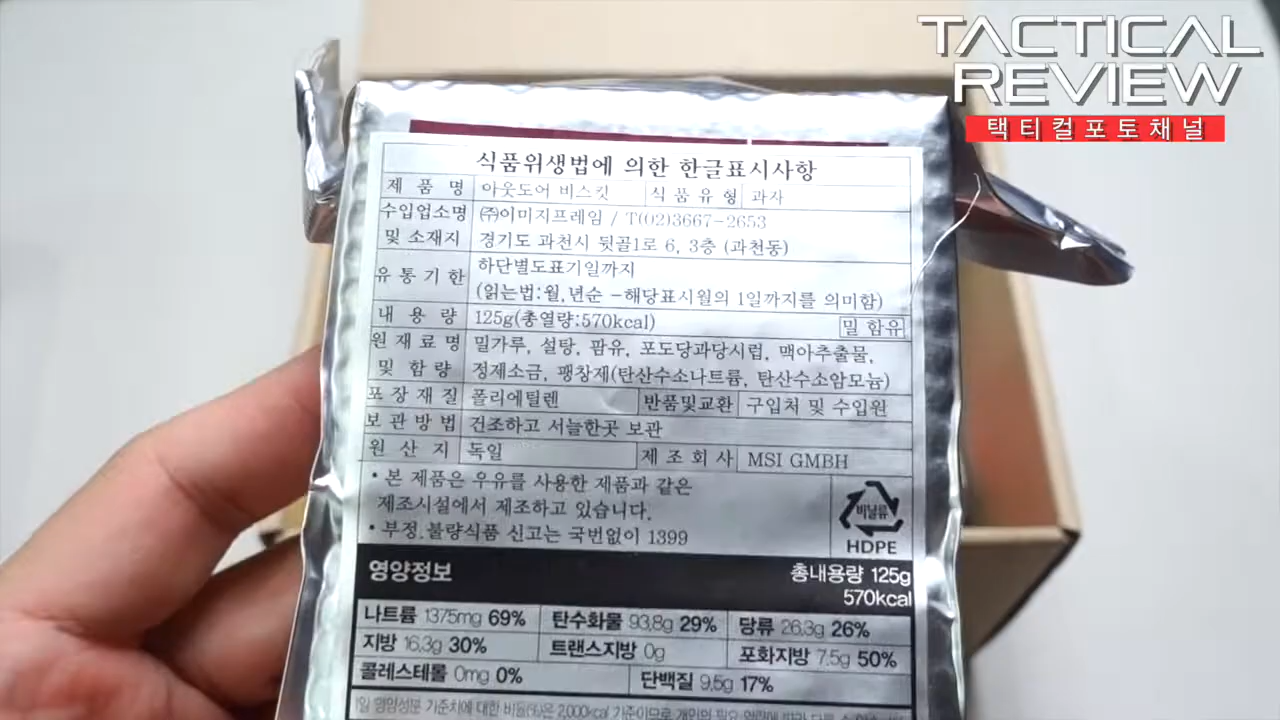 TACTICAL
REVIEW
택티컬포토채널
식품위생법에 의한 한글표시사항
제품명 아웃도어 비스킷 식품유형 과자
수입업소명 ㈜이미지프레임 / T(02)3667-2653
및 소재지 경기도 과천시 뒷골1로 6, 3층 (과천동)
유통기한 하단별도표기일까지
(읽는법:월,년순 -해당표시월의 1일까지를 의미함)
내용량 125g(총열량:570kcal) 밀 함유
원재료명 밀가루, 설탕, 팜유, 포도당과당시럽, 맥아추출물,
및 함량 정제소금, 팽창제(탄산수소나트륨, 탄산수소암모늄)
포장재질 폴리에틸렌 반품및교환 구입처 및 수입원
보관방법 건조하고 서늘한곳 보관
원산지 독일 제조회사 MSI GMBH
• 본 제품은 우유를 사용한 제품과 같은
제조시설에서 제조하고 있습니다.
• 부정,불량식품 신고는 국번없이 1399
비닐류
HDPE
영양정보 총내용량 125g
570kcal
나트륨 1375mg 69% 탄수화물 93.8g 29% 당류 26.3g 26%
지방 16.3g 30% 트랜스지방 0g 포화지방 7.5g 50%
콜레스테롤 0mg 0% 단백질 9.5g 17%
1일 영양성분 기준치에 대한 비율(%)은 2,000kcal 기준이므로 개인의 필요 열량에 따라